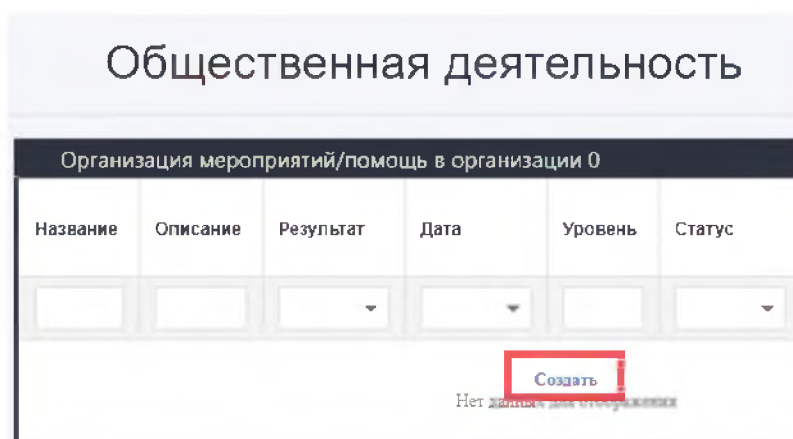 Общественная деятельность
Организация мероприятий/помощь в организации 0
Название Описание Результат Дата Уровень Статус
Создать
Нет данных для отображения